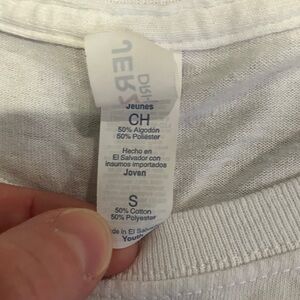 Jeunes
CH
50% Algodón
50% Poliéster
Hecho en
El Salvador con
insumos importados
Joven
S
50% Cotton
50% Polyester
de in El Salva
Youth